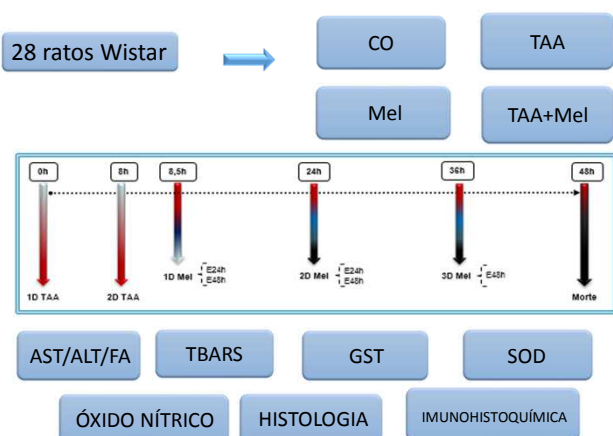 28 ratos Wistar
CO
TAA
Mel
TAA+Mel
0h
8h
8,5h
24h
36h
48h
1D TAA
2D TAA
1D Mel
E24h
E48h
2D Mel
E24h
E48h
3D Mel
E48h
Morte
AST/ALT/FA
TBARS
GST
SOD
ÓXIDO NÍTRICO
HISTOLOGIA
IMUNOHISTOQUÍMICA